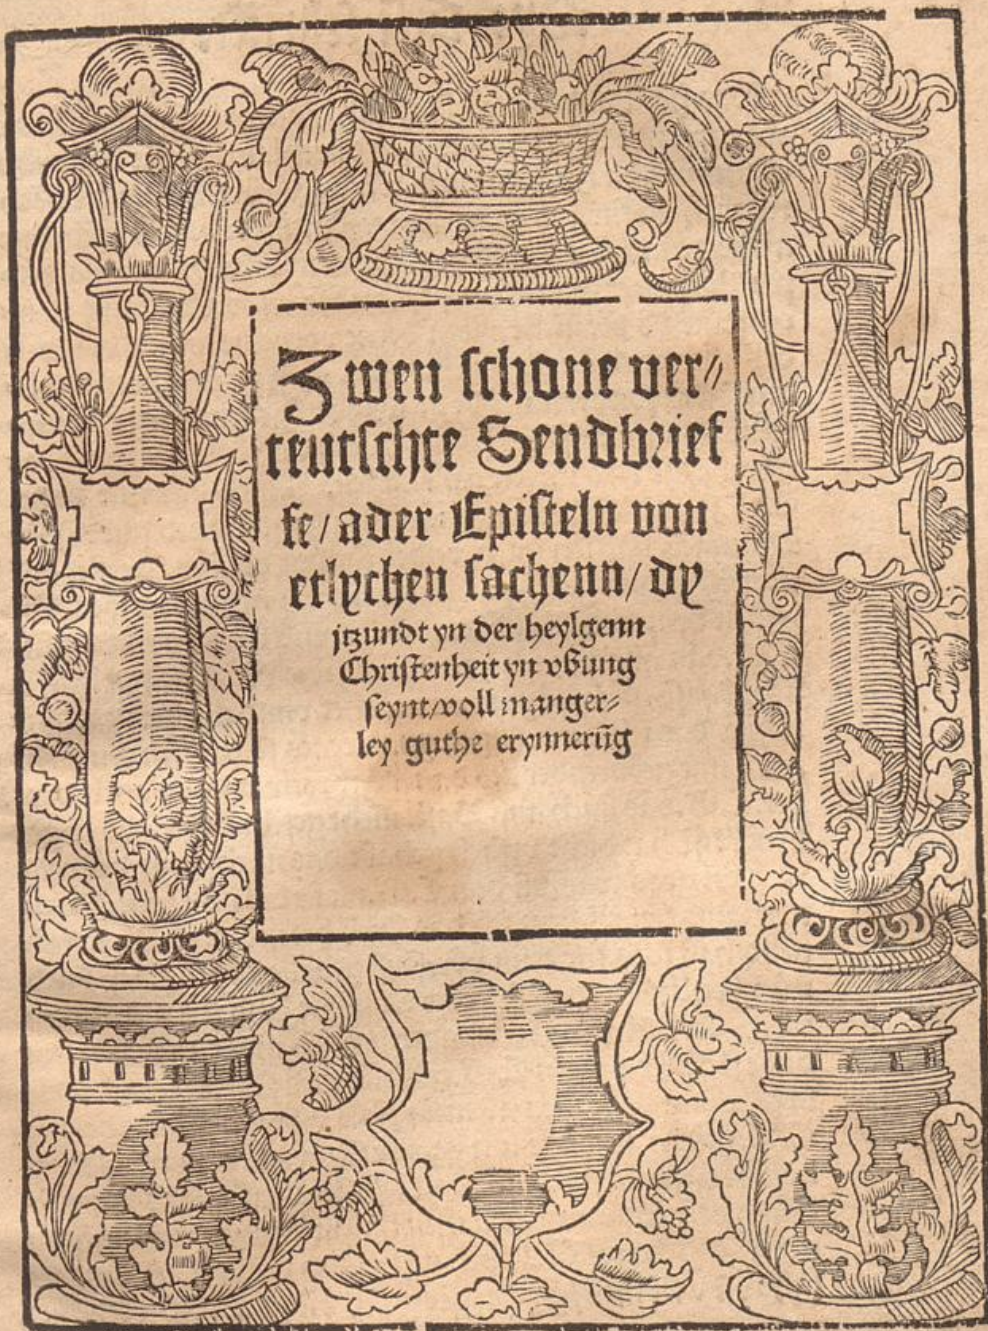 Zwen schone ver⸗
teutschte Sendbrief
fe/ ader Episteln von
etlychen sachenn/ dy
jtzundt yn der heylgenn
Christenheit yn vbung
seynt/ voll manger⸗
ley guthe erynnerūg